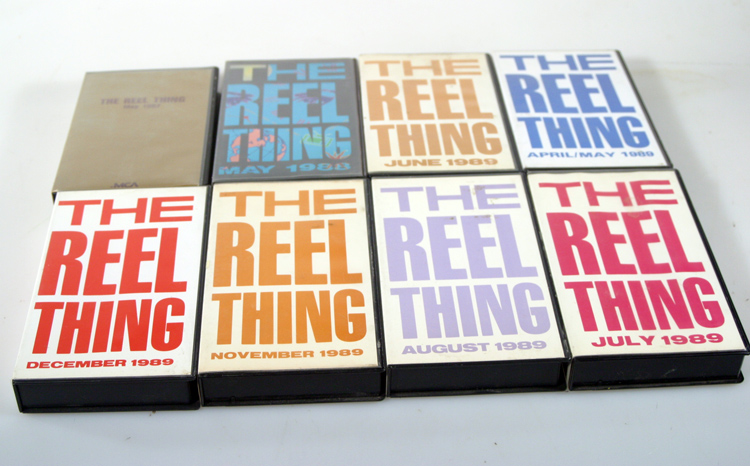 THE REEL THING
MCA
THE
REEL
THING
MAY 1988
THE
REEL
THING
JUNE 1989
THE
REEL
THING
APRIL/MAY 1989
THE
REEL
THING
DECEMBER 1989
THE
REEL
THING
NOVEMBER 1989
THE
REEL
THING
AUGUST 1989
THE
REEL
THING
JULY 1989